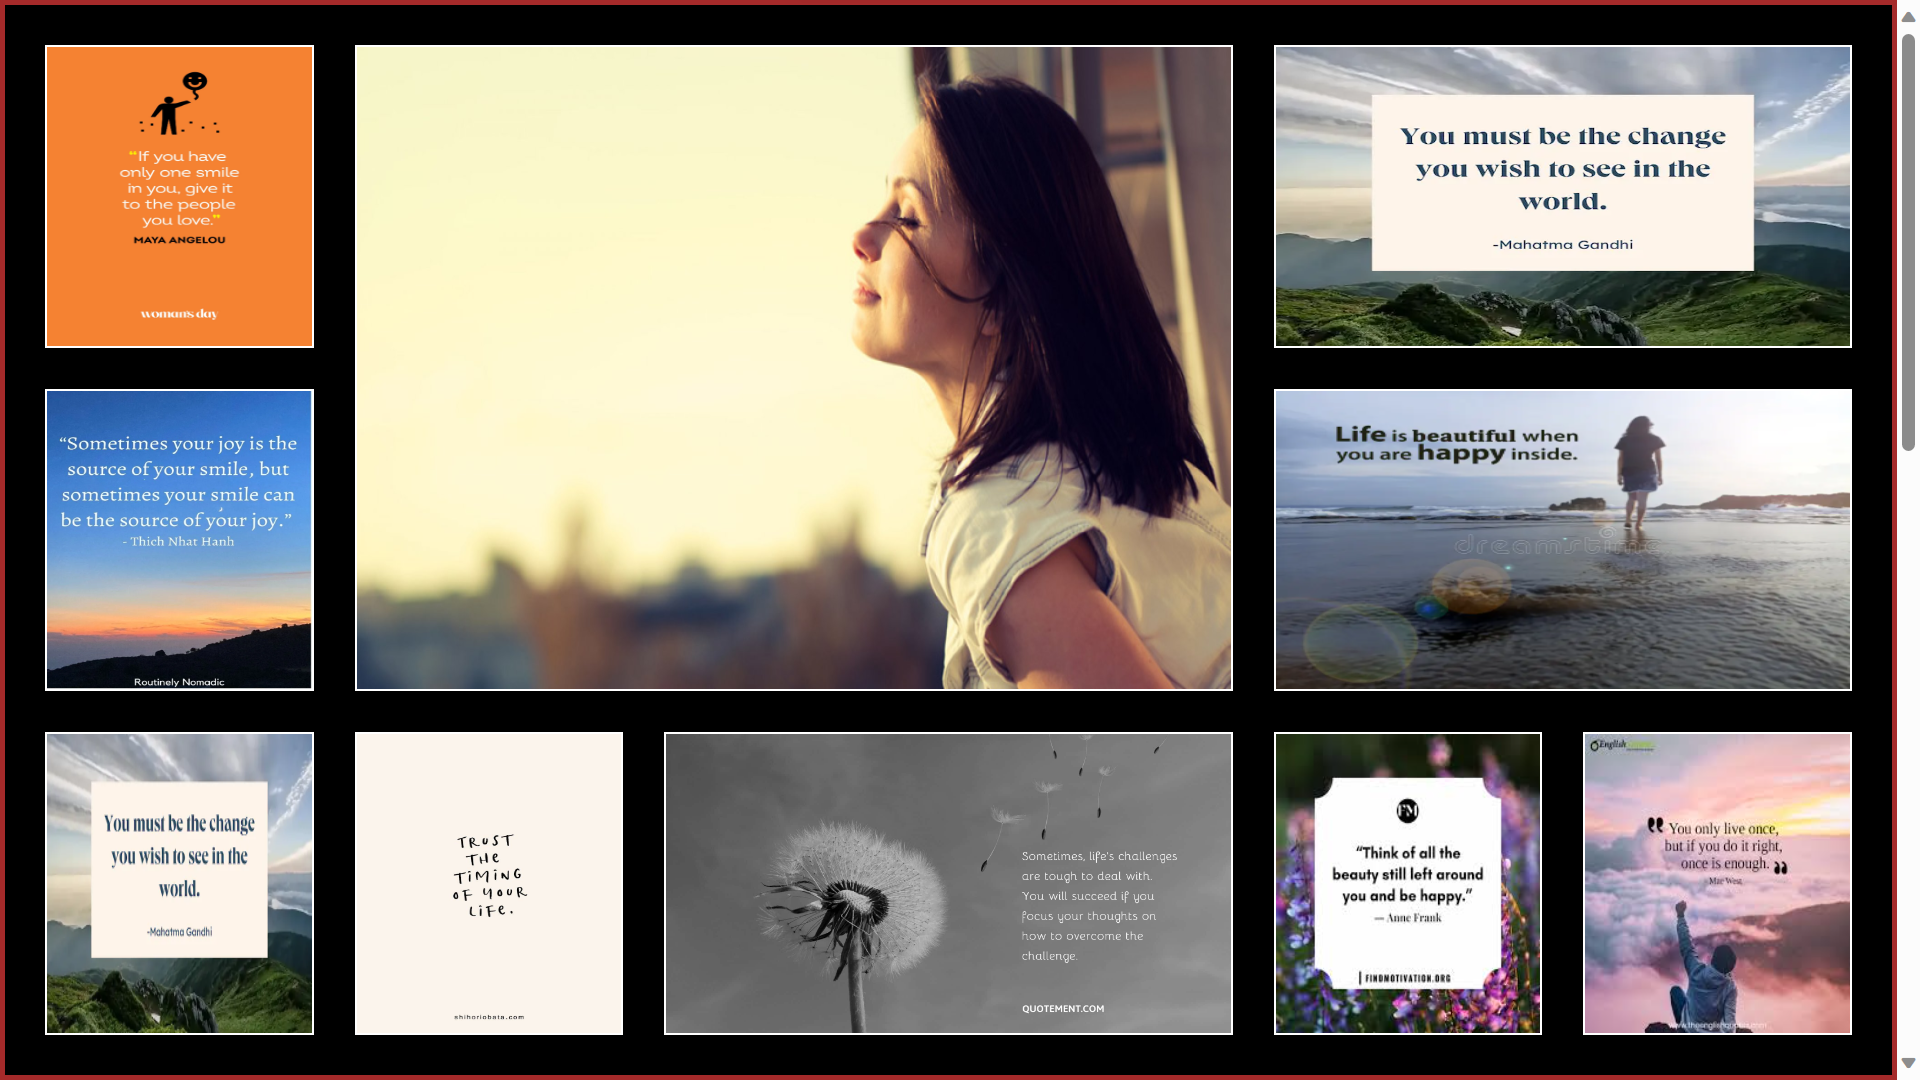 “If you have
only one smile
in you, give it
to the people
you love.”
MAYA ANGELOU
woman's day
You must be the change
you wish to see in the
world.
-Mahatma Gandhi
“Sometimes your joy is the
source of your smile, but
sometimes your smile can
be the source of your joy.”
- Thich Nhat Hanh
Routinely Nomadic
Life is beautiful when
you are happy inside.
dreamstime
You must be the change
you wish to see in the
world.
-Mahatma Gandhi
TRUST
THE
TiMiNG
OF YOUR
LiFE.
shihoriobata.com
Sometimes, life's challenges
are tough to deal with.
You will succeed if you
focus your thoughts on
how to overcome the
challenge.
QUOTEMENT.COM
FM
“Think of all the
beauty still left around
you and be happy.”
— Anne Frank
FINDMOTIVATION.ORG
English
“You only live once,
but if you do it right,
once is enough.”
- Mae West